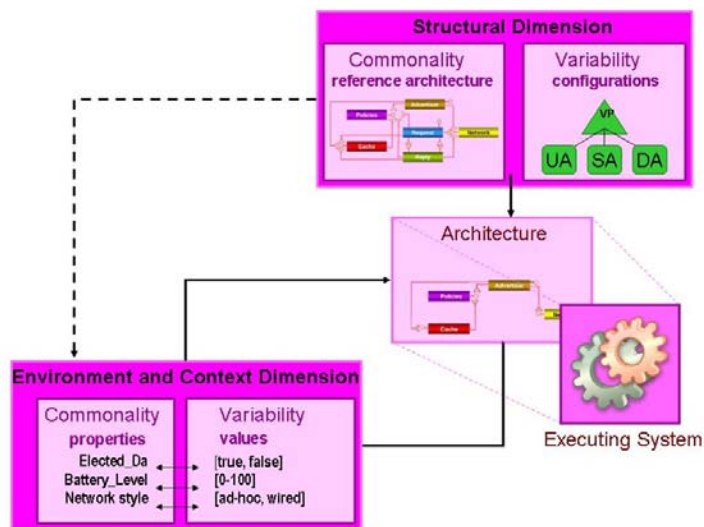 Structural Dimension
Commonality
reference architecture
Advertiser
Policies
Request
Network
Cache
Reply
Variability
configurations
VP
UA SA DA
Architecture
Advertiser
Policies
Cache
Executing System
Environment and Context Dimension
Commonality
properties
Elected_Da
Battery_Level
Network style
Variability
values
[true, false]
[0-100]
[ad-hoc, wired]